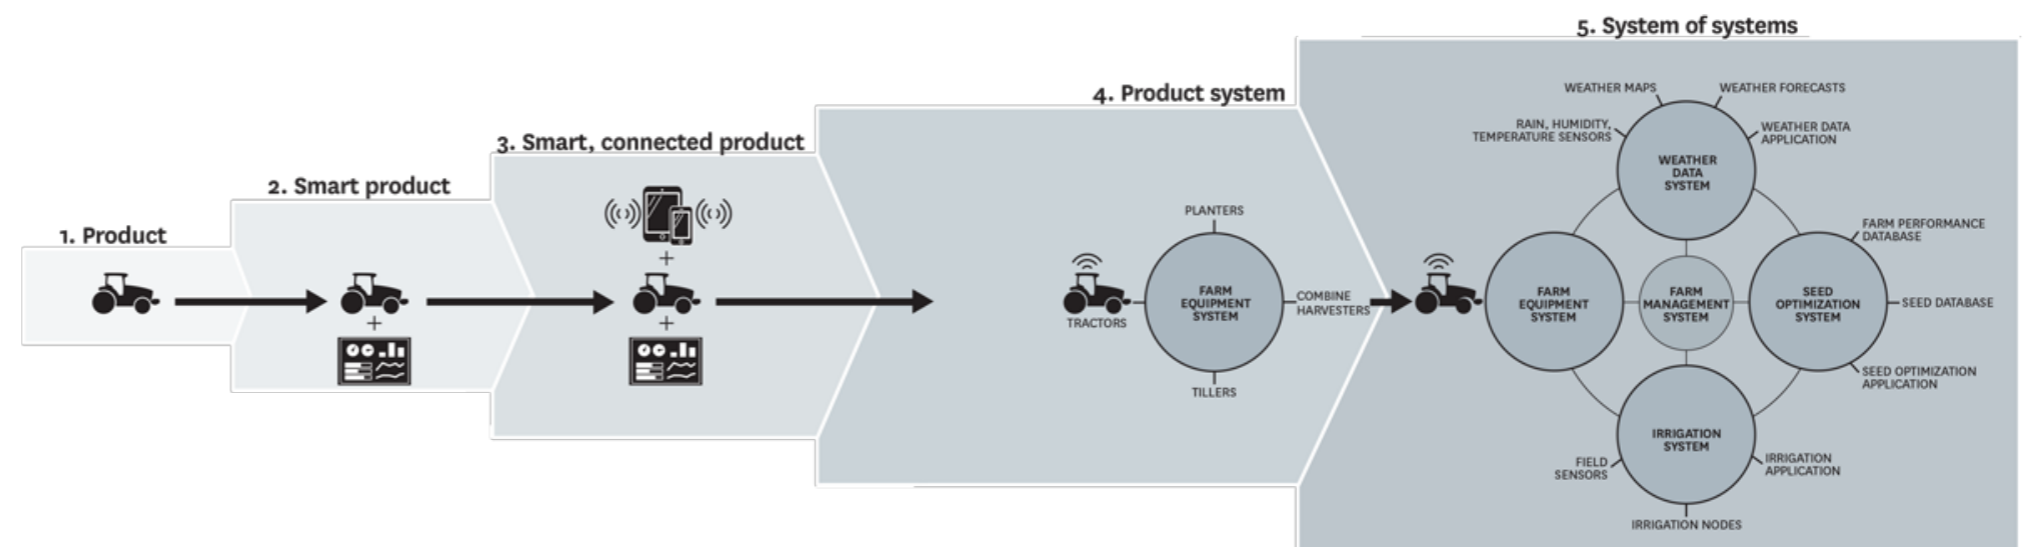 1. Product
2. Smart product
3. Smart, connected product
4. Product system
PLANTERS
TRACTORS
FARM
EQUIPMENT
SYSTEM
COMBINE
HARVESTERS
TILLERS
5. System of systems
WEATHER MAPS
WEATHER FORECASTS
RAIN, HUMIDITY,
TEMPERATURE SENSORS
WEATHER DATA
APPLICATION
WEATHER
DATA
SYSTEM
FARM PERFORMANCE
DATABASE
FARM
EQUIPMENT
SYSTEM
FARM
MANAGEMENT
SYSTEM
SEED
OPTIMIZATION
SYSTEM
SEED DATABASE
SEED OPTIMIZATION
APPLICATION
IRRIGATION
SYSTEM
FIELD
SENSORS
IRRIGATION
APPLICATION
IRRIGATION NODES